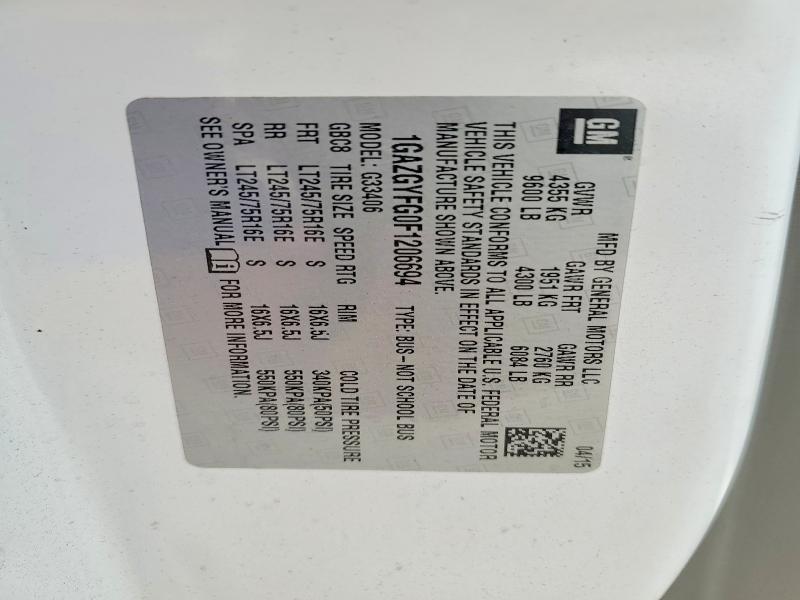 GM
MFD BY GENERAL MOTORS LLC 04/15
GVWR GAWR FRT GAWR RR
4355 KG 1951 KG 2760 KG
9600 LB 4300 LB 6084 LB
THIS VEHICLE CONFORMS TO ALL APPLICABLE U.S. FEDERAL MOTOR
VEHICLE SAFETY STANDARDS IN EFFECT ON THE DATE OF
MANUFACTURE SHOWN ABOVE.
1GAZGYFG0F1206694 TYPE: BUS-NOT SCHOOL BUS
MODEL: G33406
GBC8 TIRE SIZE SPEED RTG RIM COLD TIRE PRESSURE
FRT LT245/75R16E S 16X6.5J 340KPA(50PSI)
RR LT245/75R16E S 16X6.5J 550KPA(80PSI)
SPA LT245/75R16E S 16X6.5J 550KPA(80PSI)
SEE OWNER'S MANUAL FOR MORE INFORMATION.